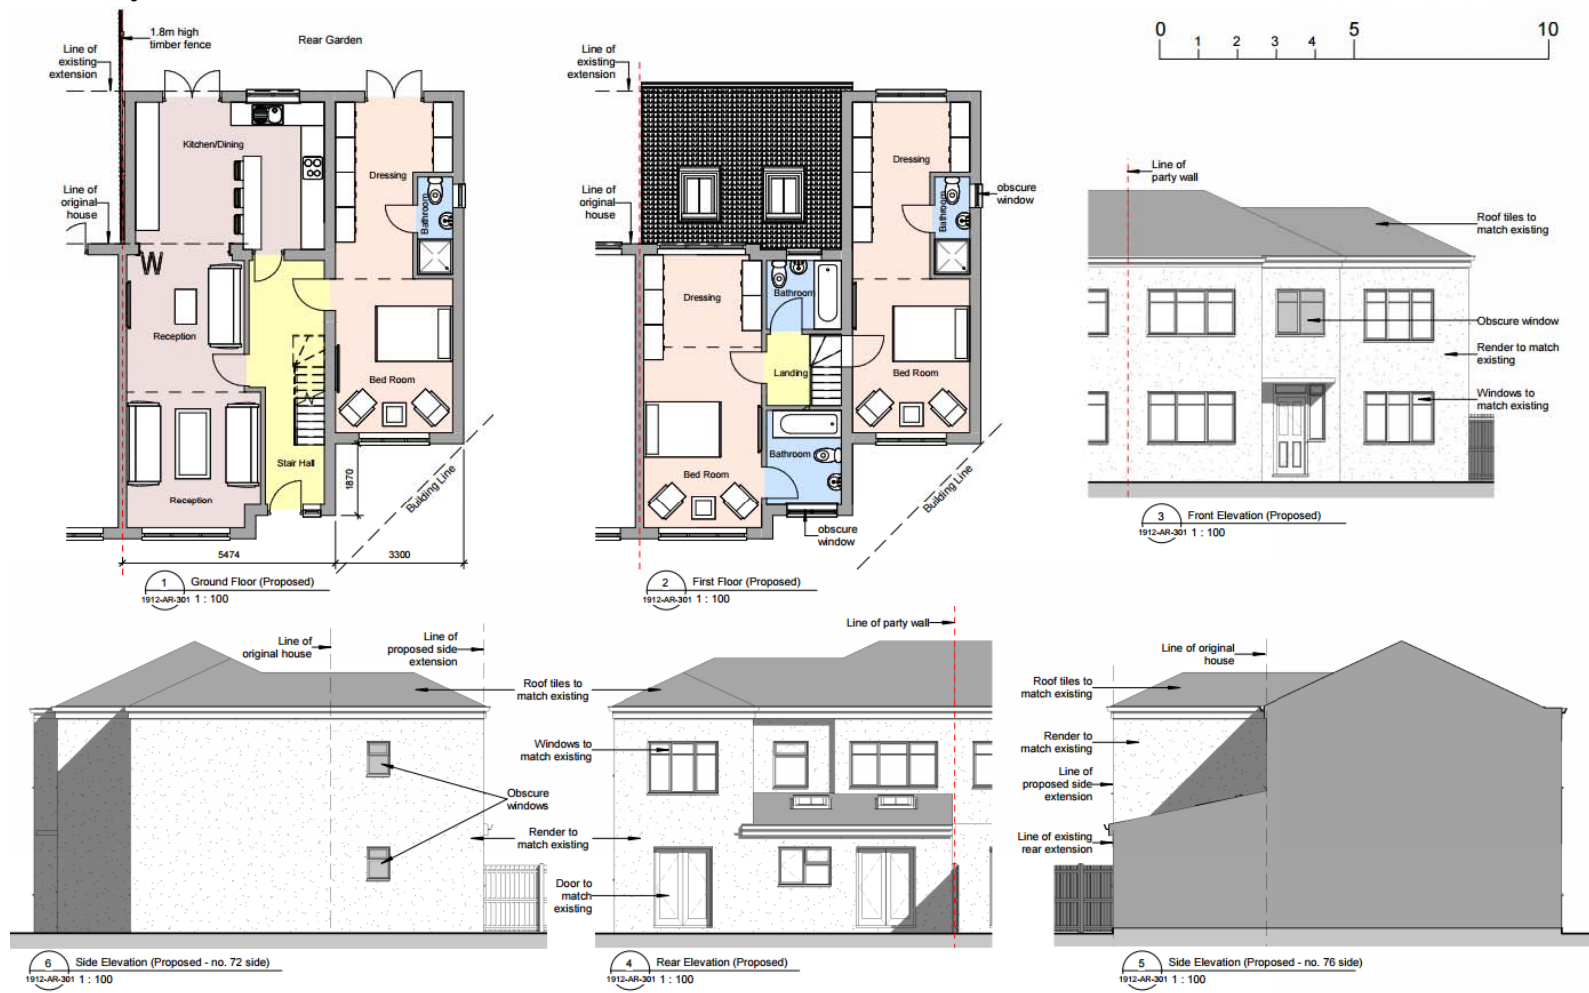 1.8m high
timber fence
Rear Garden
Line of
existing
extension
Line of
original
house
Kitchen/Dining
Dressing
Bathroom
W
Reception
Bed Room
Stair Hall
Reception
1870
Building Line
5474
3300
1
Ground Floor (Proposed)
1912-AR-301
1 : 100
Line of
existing
extension
Line of
original
house
Dressing
Bathroom
obscure
window
Dressing
Bathroom
Landing
Bed Room
Bathroom
Bed Room
Building Line
obscure
window
2
First Floor (Proposed)
1912-AR-301
1 : 100
0
1
2
3
4
5
10
Line of
party wall
Roof tiles to
match existing
Obscure window
Render to match
existing
Windows to
match existing
3
Front Elevation (Proposed)
1912-AR-301
1 : 100
Line of
original house
Line of
proposed side
extension
Roof tiles to
match existing
Windows to
match existing
Obscure
windows
Render to
match existing
Door to
match
existing
6
Side Elevation (Proposed - no. 72 side)
1912-AR-301
1 : 100
Line of party wall
4
Rear Elevation (Proposed)
1912-AR-301
1 : 100
Line of original
house
Roof tiles to
match existing
Render to
match existing
Line of
proposed side
extension
Line of existing
rear extension
5
Side Elevation (Proposed - no. 76 side)
1912-AR-301
1 : 100